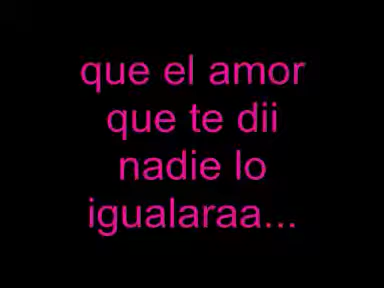 que el amor
que te dii
nadie lo
igualaraa...